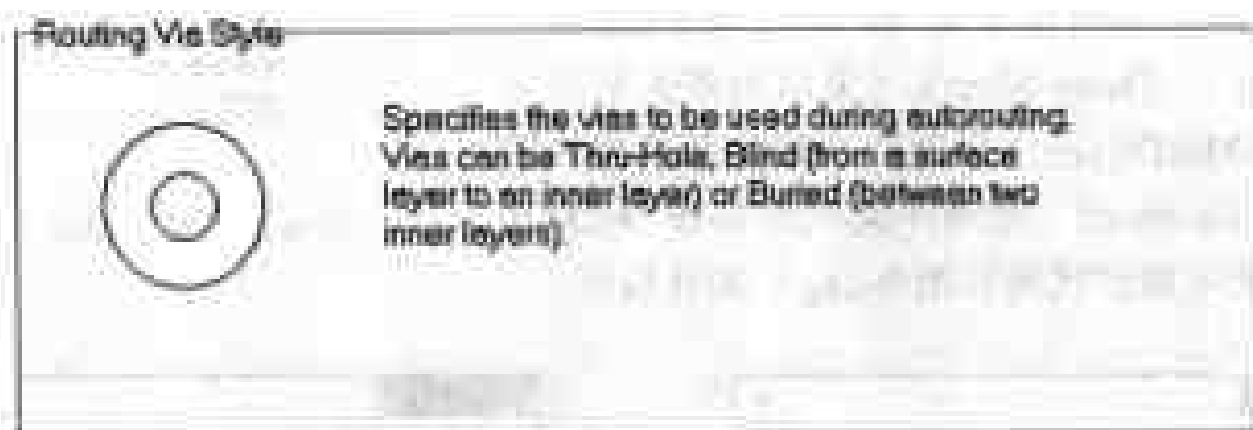 Routing Via Style
Specifies the vias to be used during autorouting.
Vias can be Thru-Hole, Blind (from a surface
layer to an inner layer) or Buried (between two
inner layers).